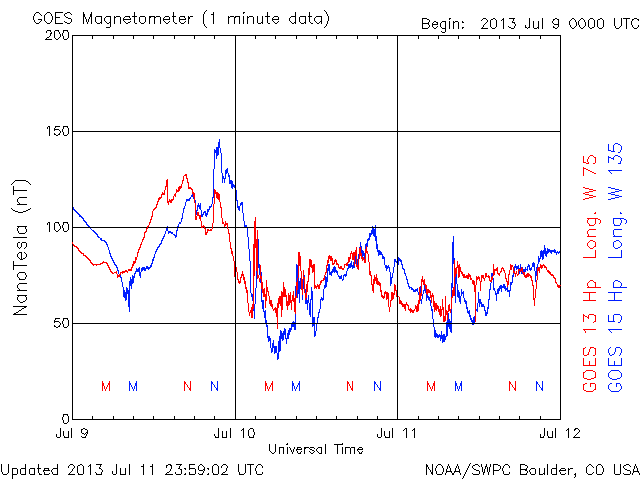 GOES Magnetometer (1 minute data)
Begin: 2013 Jul 9 0000 UTC
200
150
100
50
0
NanoTesla (nT)
M M N N M M N N M M N N
Jul 9 Jul 10 Jul 11 Jul 12
Universal Time
GOES 13 Hp Long. W 75
GOES 15 Hp Long. W 135
Updated 2013 Jul 11 23:59:02 UTC
NOAA/SWPC Boulder, CO USA